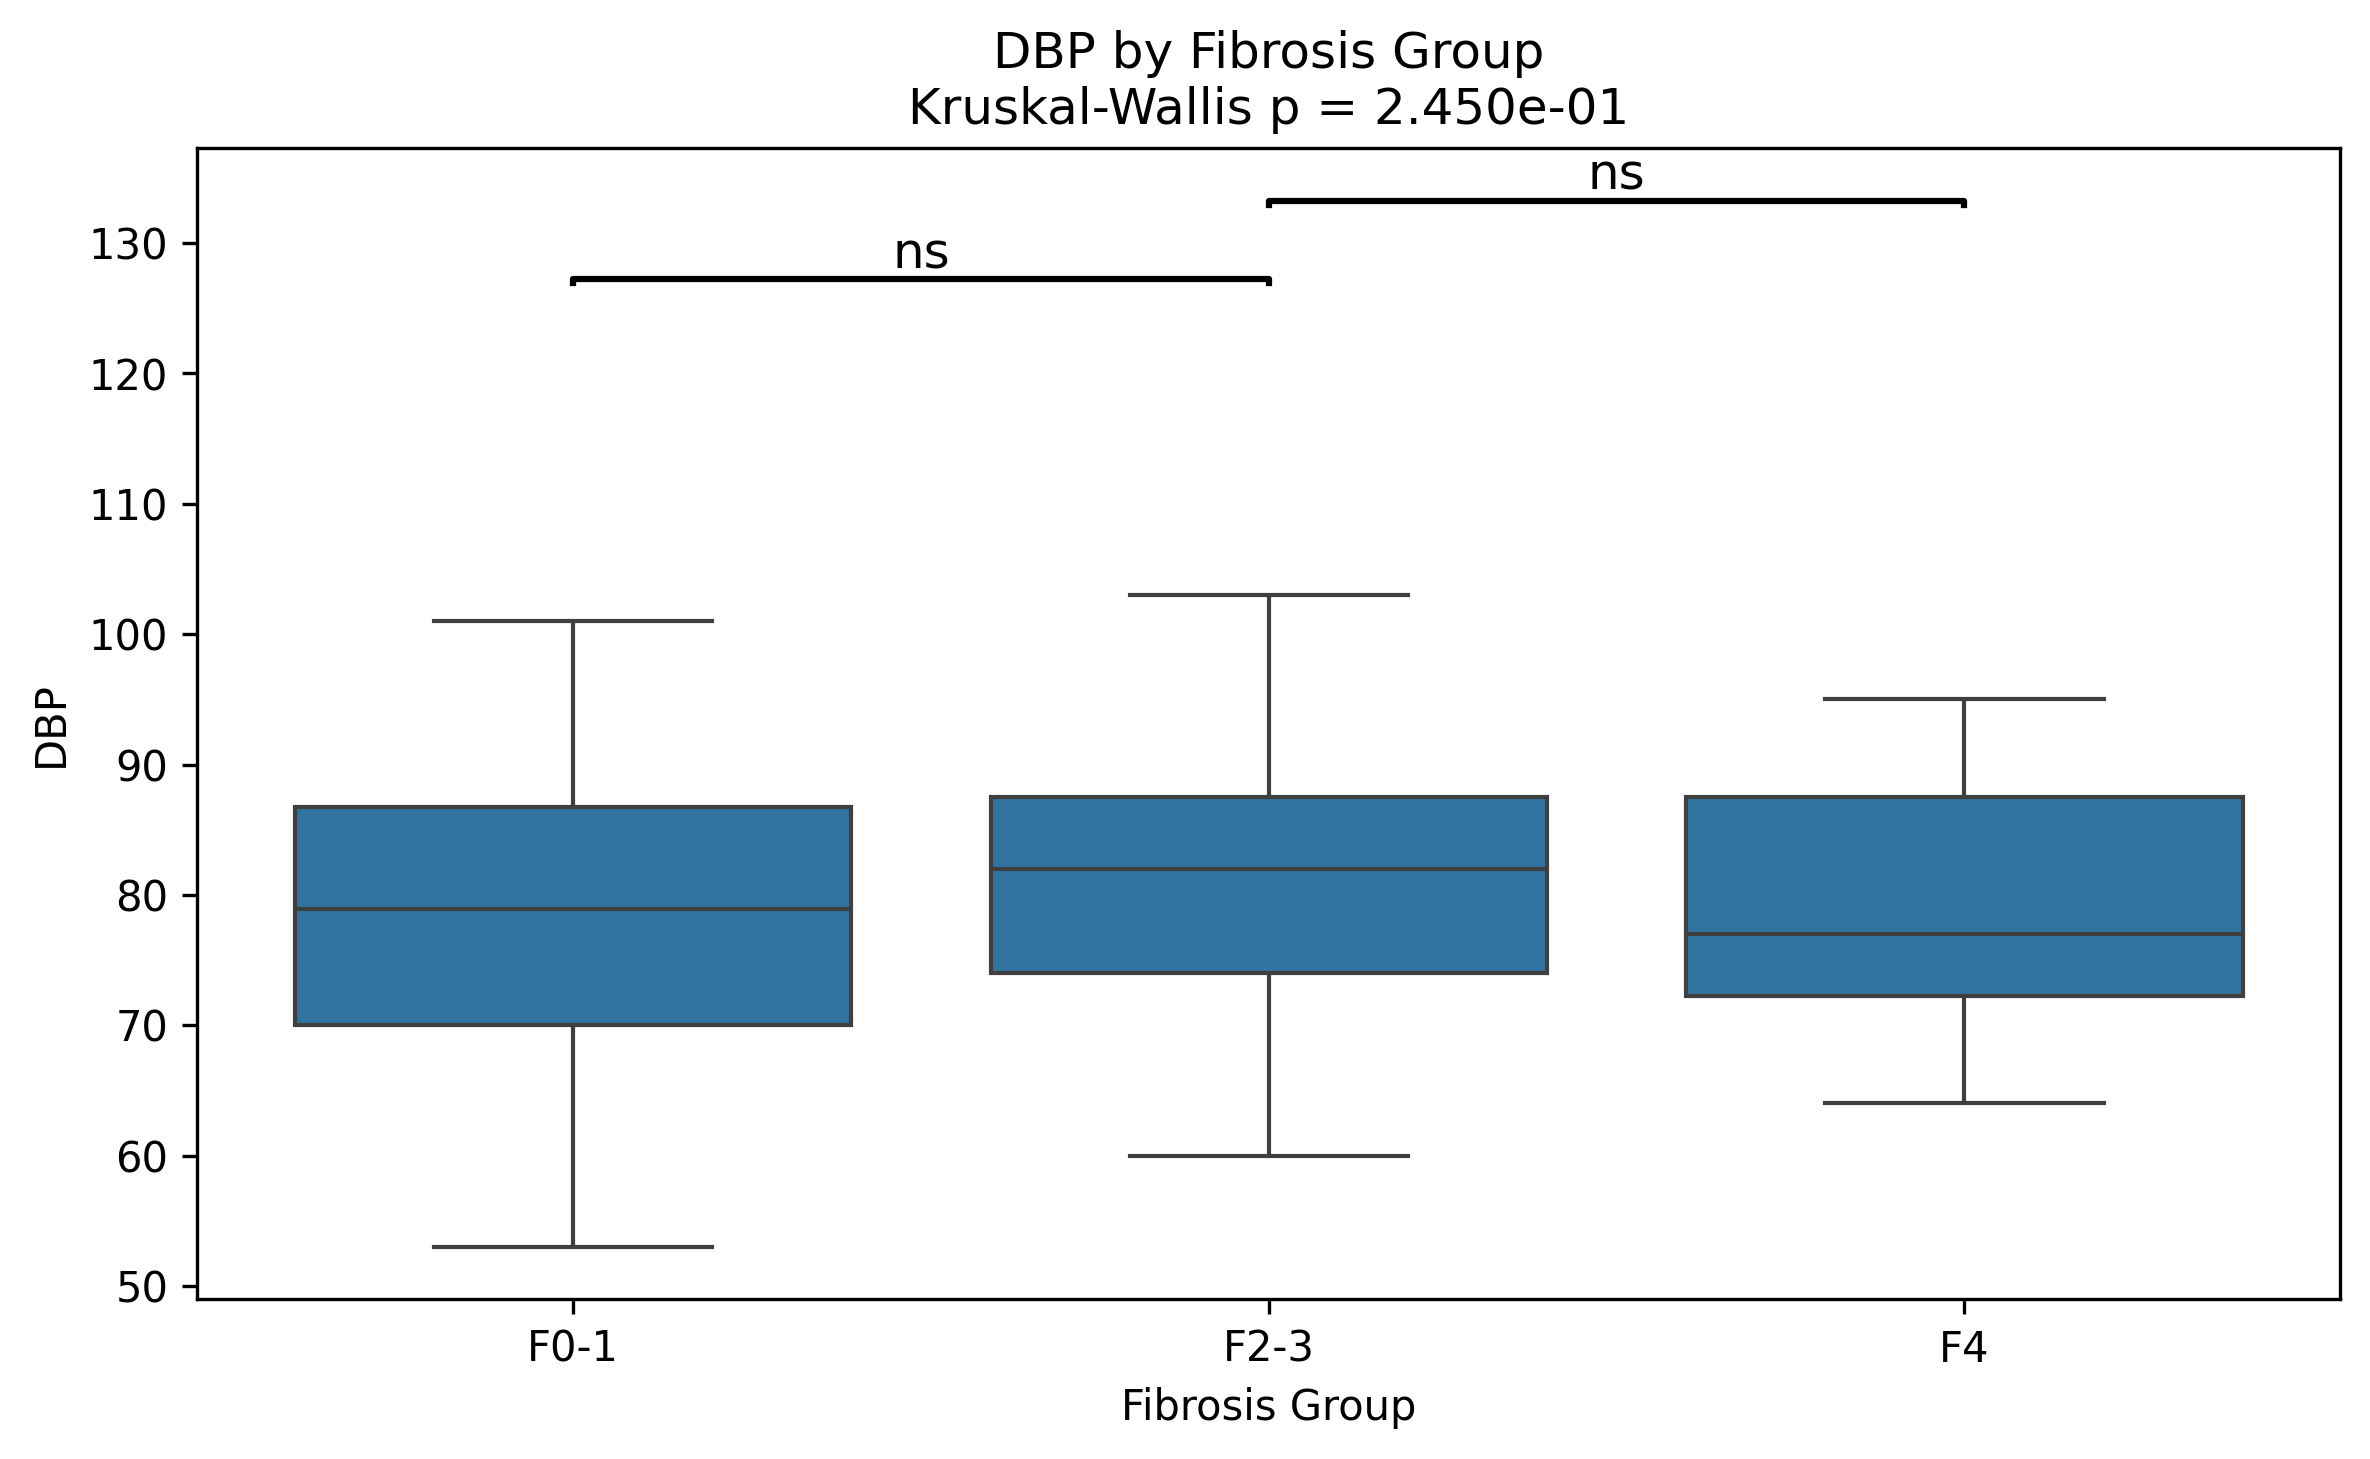 DBP by Fibrosis Group
Kruskal-Wallis p = 2.450e-01
ns
ns
130
120
110
100
90
80
70
60
50
DBP
F0-1
F2-3
F4
Fibrosis Group